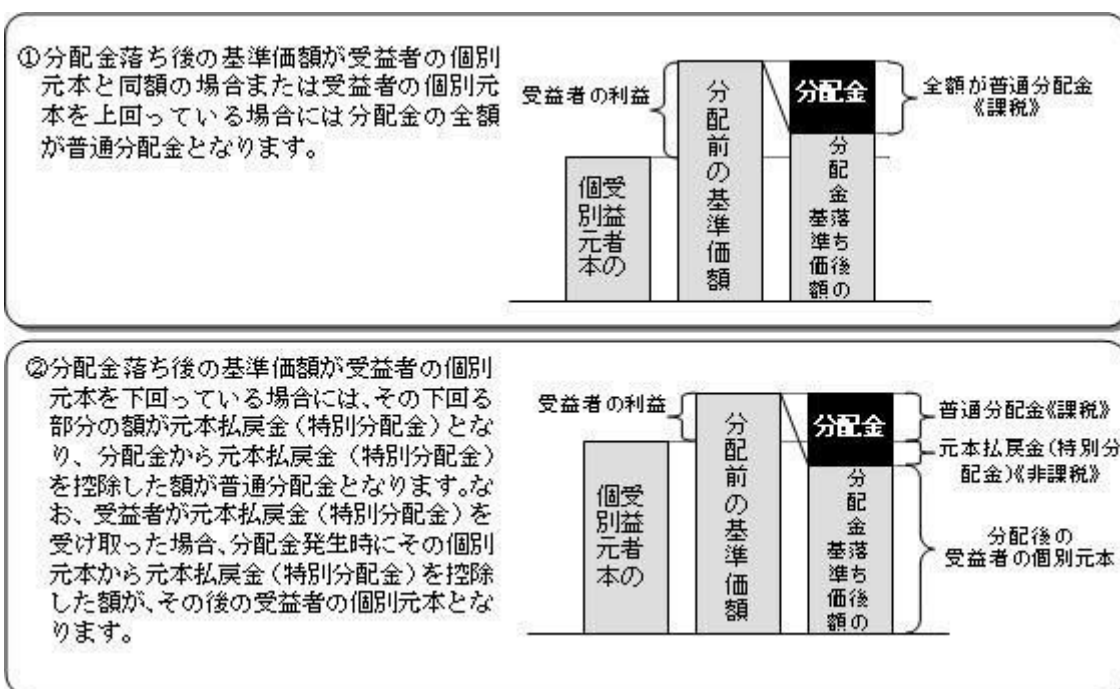 ①分配金落ち後の基準価額が受益者の個別
元本と同額の場合または受益者の個別元
本を上回っている場合には分配金の全額
が普通分配金となります。
受益者の利益
受益者の
個別元本
分配前の基準価額
分配金
分配金落ち後の
基準価額
全額が普通分配金
《課税》
②分配金落ち後の基準価額が受益者の個別
元本を下回っている場合には、その下回る
部分の額が元本払戻金(特別分配金)とな
り、分配金から元本払戻金(特別分配金)
を控除した額が普通分配金となります。な
お、受益者が元本払戻金(特別分配金)を
受け取った場合、分配金発生時にその個別
元本から元本払戻金(特別分配金)を控除
した額が、その後の受益者の個別元本とな
ります。
受益者の利益
受益者の
個別元本
分配前の基準価額
分配金
分配金落ち後の
基準価額
普通分配金《課税》
元本払戻金(特別分
配金)《非課税》
分配後の
受益者の個別元本